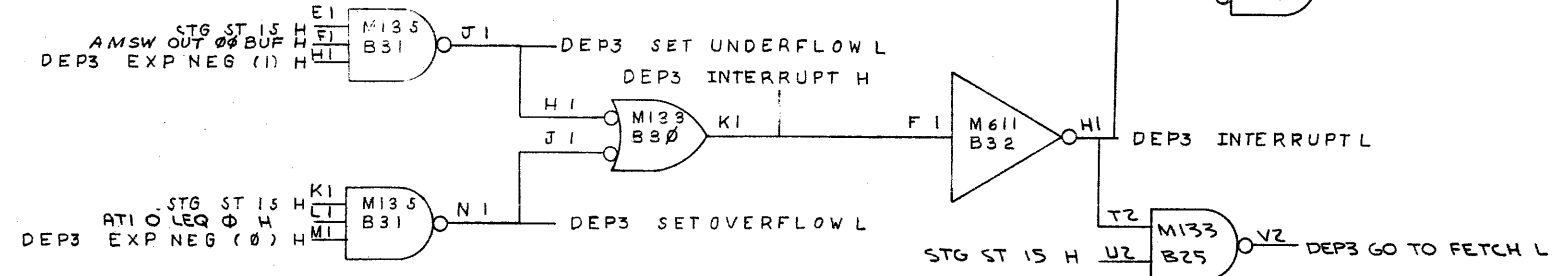 E1
STG ST 15 H
F1
AMSW OUT ØØ BUF H
H1
DEP3 EXP NEG (1) H
M135
B31
J1
DEP3 SET UNDERFLOW L
DEP3 INTERRUPT H
H1
J1
M133
B3Ø
K1
F1
M611
B32
H1
DEP3 INTERRUPT L
K1
STG ST 15 H
L1
ATIO LEQ Φ H
M1
DEP3 EXP NEG (Ø) H
M135
B31
N1
DEP3 SET OVERFLOW L
T2
STG ST 15 H U2
M133
B25
V2
DEP3 GO TO FETCH L